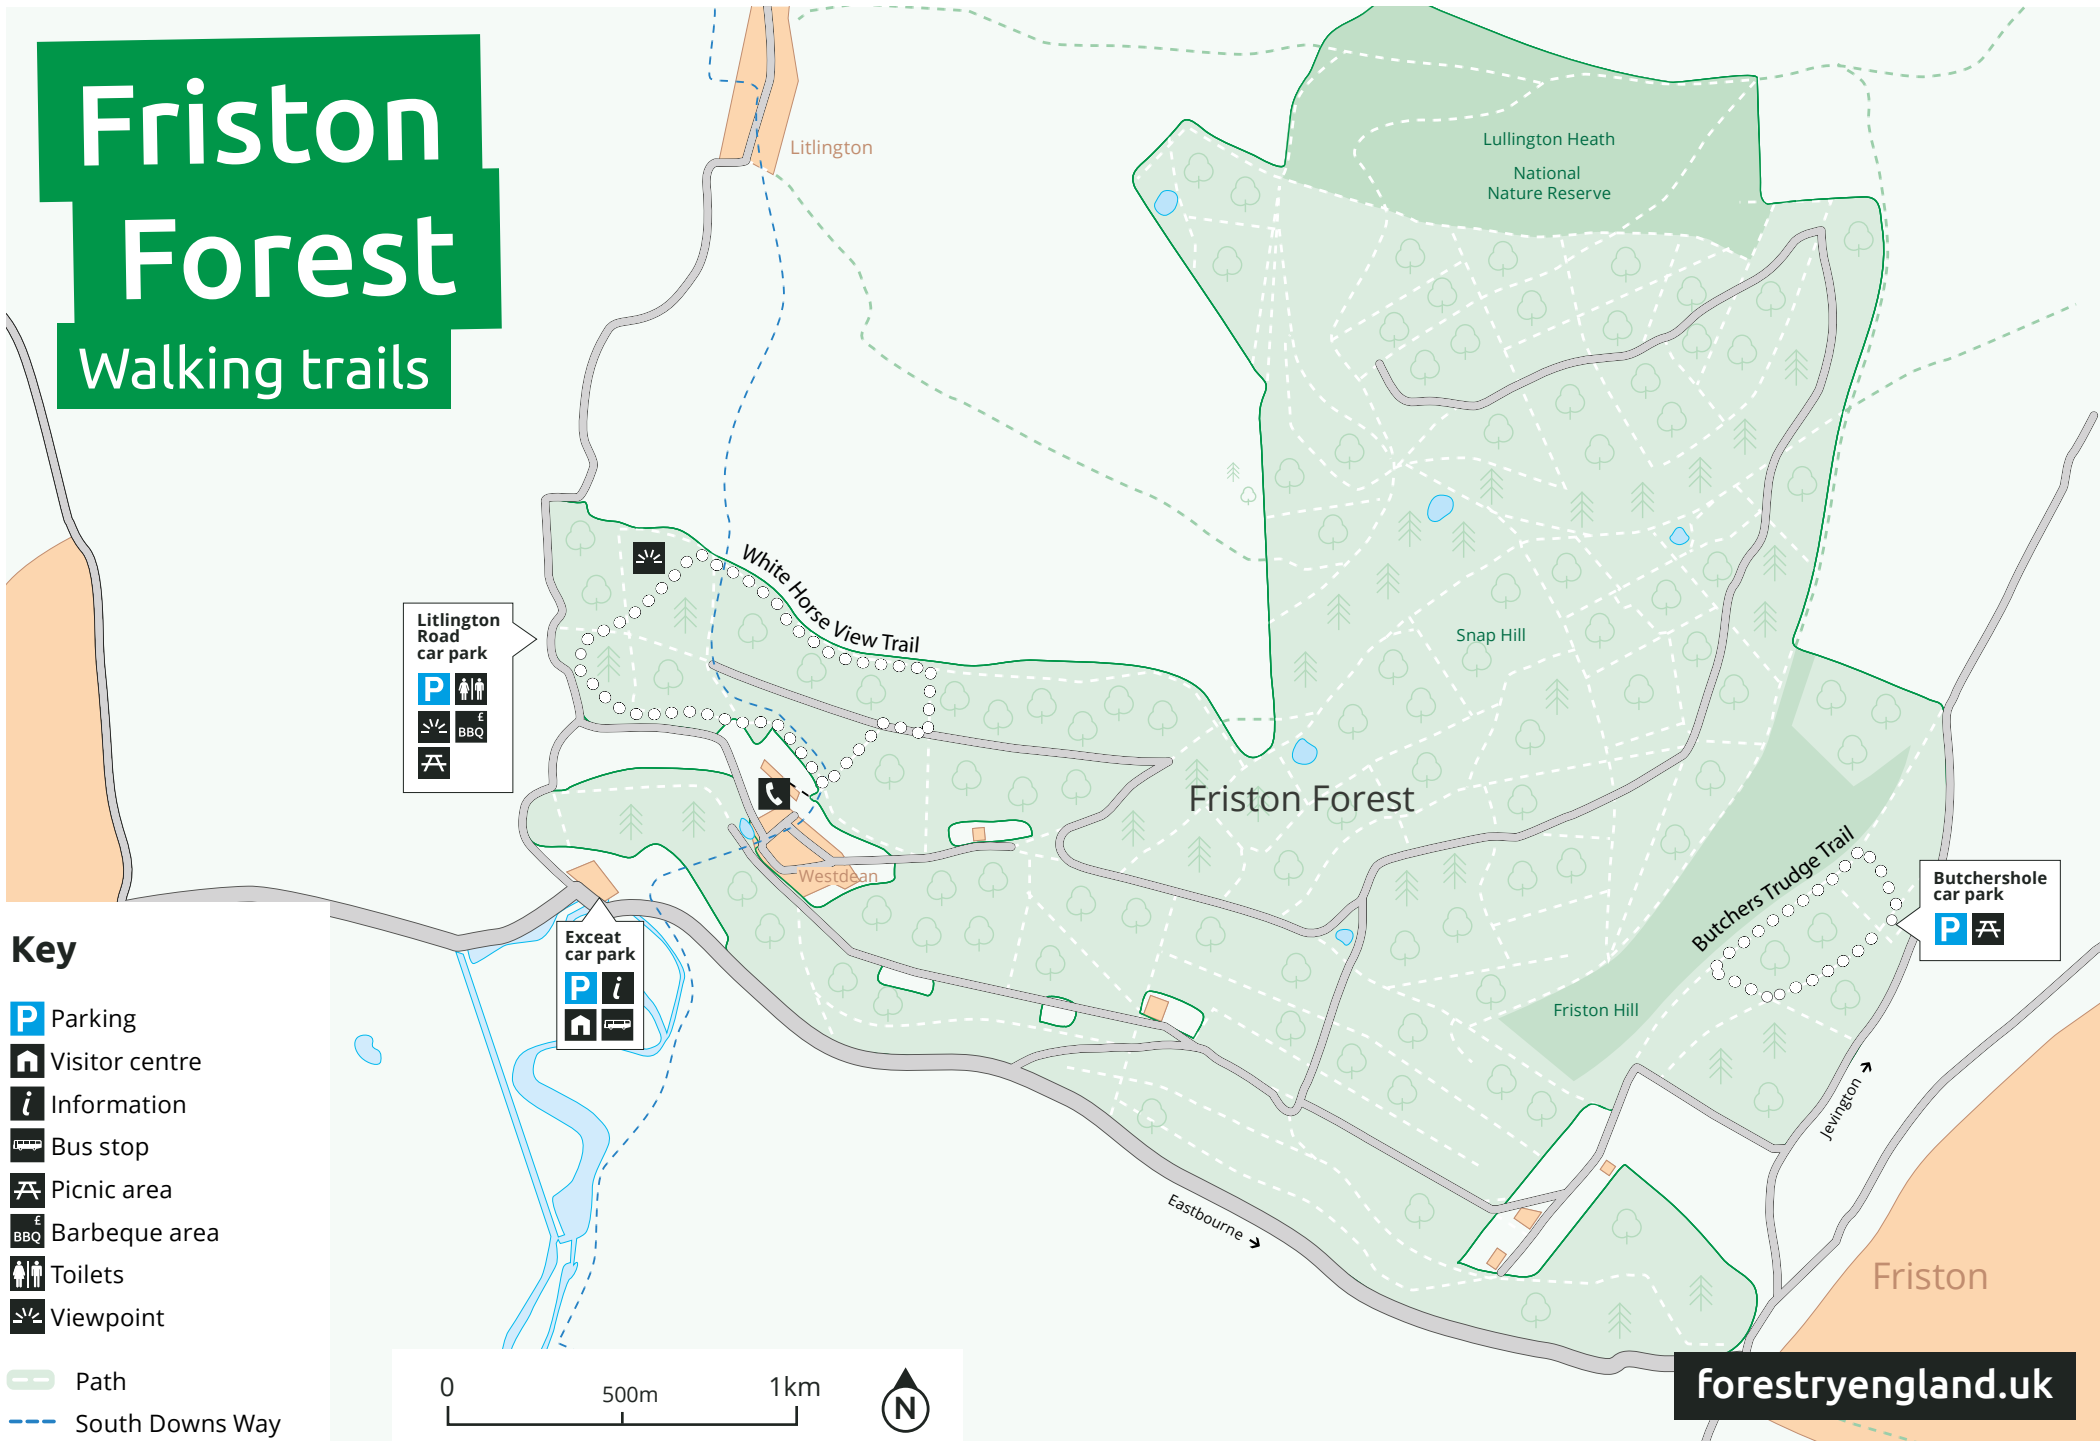 Friston
Forest
Walking trails
Litlington
Lullington Heath
National
Nature Reserve
White Horse View Trail
Litlington
Road
car park
P
£
BBQ
Snap Hill
Friston Forest
Westdean
Butchers Trudge Trail
Butchershole
car park
P
Exceat
car park
P i
Friston Hill
Jevington
Eastbourne
Friston
Key
P Parking
Visitor centre
i Information
Bus stop
Picnic area
£
BBQ Barbeque area
Toilets
Viewpoint
Path
South Downs Way
0 500m 1km
N
forestryengland.uk